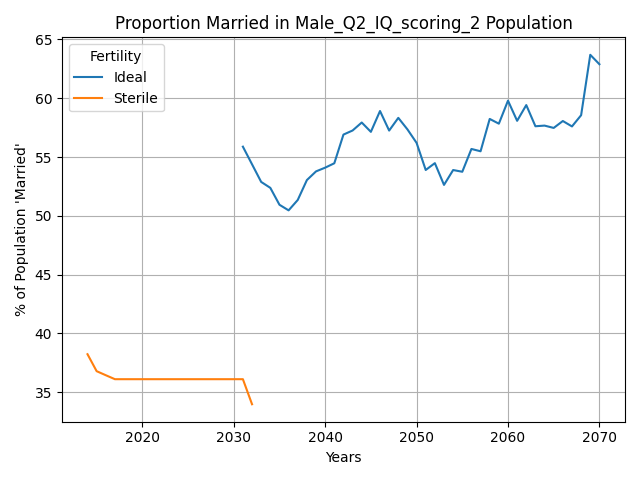 Proportion Married in Male_Q2_IQ_scoring_2 Population
Fertility
Ideal
Sterile
% of Population 'Married'
65
60
55
50
45
40
35
2020
2030
2040
2050
2060
2070
Years